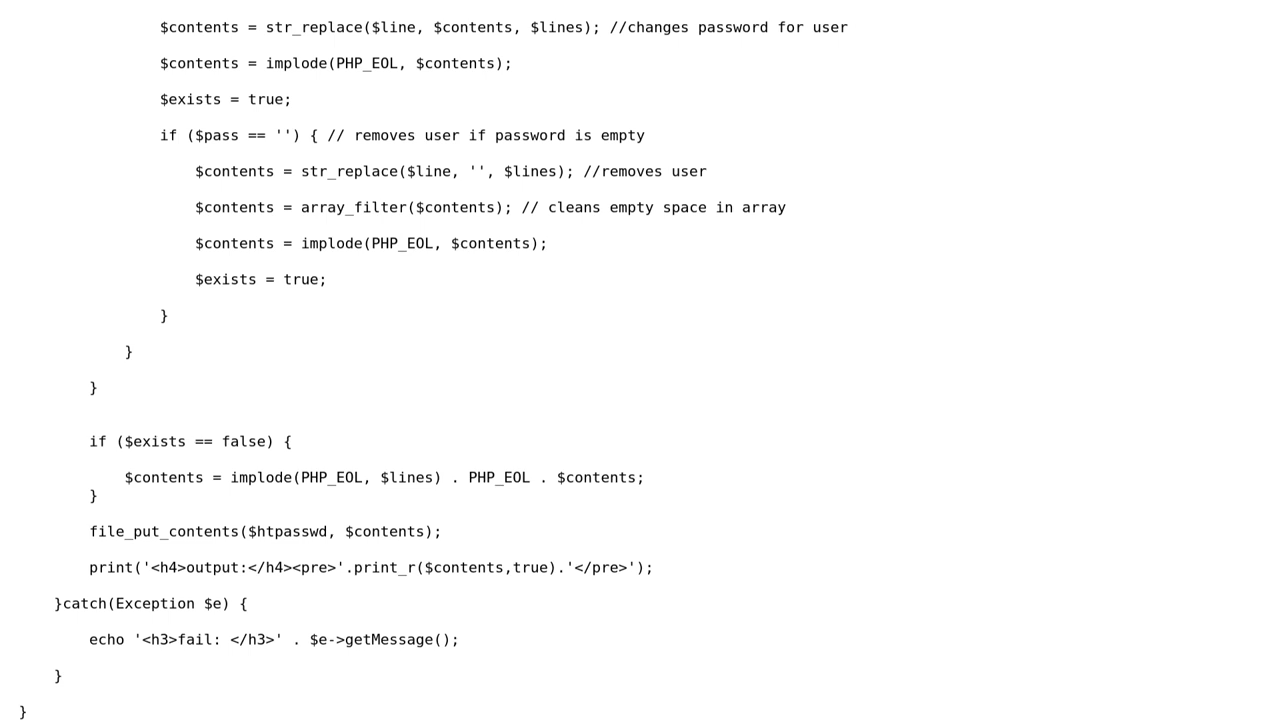 $contents = str_replace($line, $contents, $lines); //changes password for user
$contents = implode(PHP_EOL, $contents);
$exists = true;
if ($pass == '') { // removes user if password is empty
$contents = str_replace($line, '', $lines); //removes user
$contents = array_filter($contents); // cleans empty space in array
$contents = implode(PHP_EOL, $contents);
$exists = true;
}
}
}
if ($exists == false) {
$contents = implode(PHP_EOL, $lines) . PHP_EOL . $contents;
}
file_put_contents($htpasswd, $contents);
print('<h4>output:</h4><pre>'.print_r($contents,true).'</pre>');
}catch(Exception $e) {
echo '<h3>fail: </h3>' . $e->getMessage();
}
}